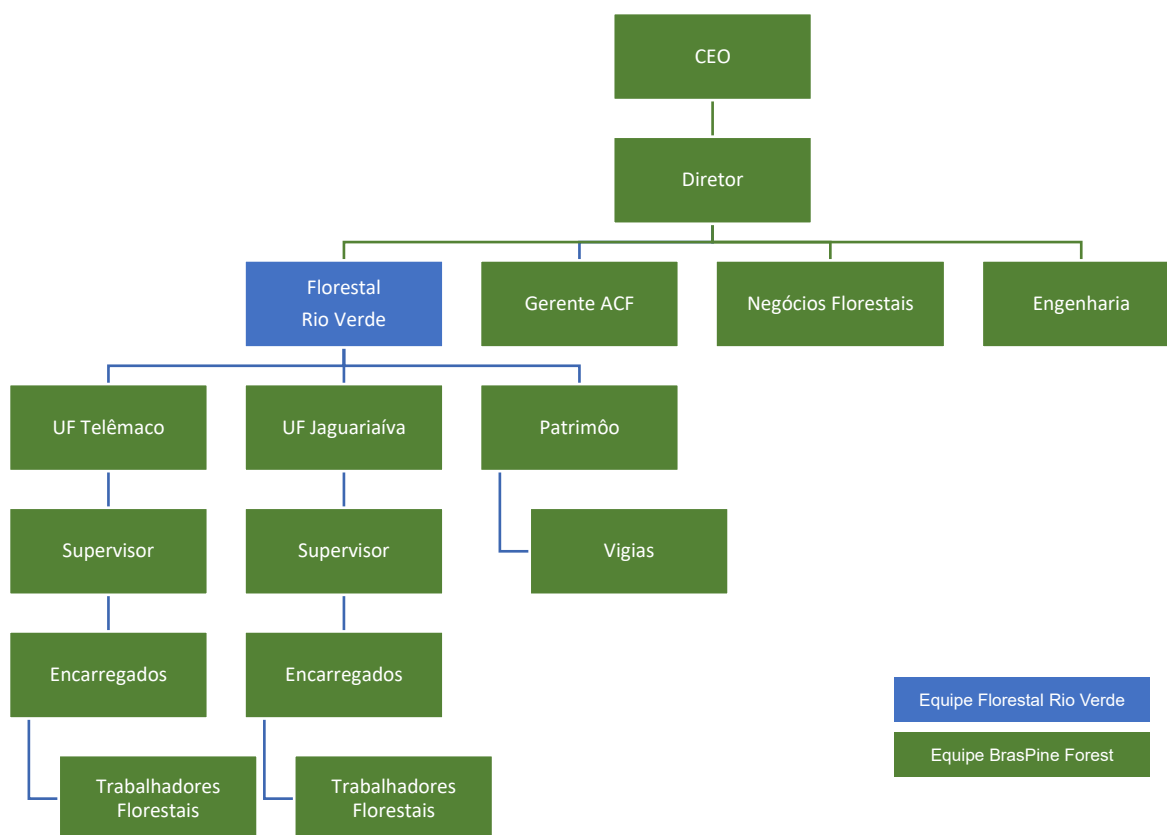 CEO
Diretor
Florestal
Rio Verde
Gerente ACF
Negócios Florestais
Engenharia
UF Telêmaco
UF Jaguariaíva
Patrimôo
Supervisor
Supervisor
Vigias
Encarregados
Encarregados
Trabalhadores
Florestais
Trabalhadores
Florestais
Equipe Florestal Rio Verde
Equipe BrasPine Forest